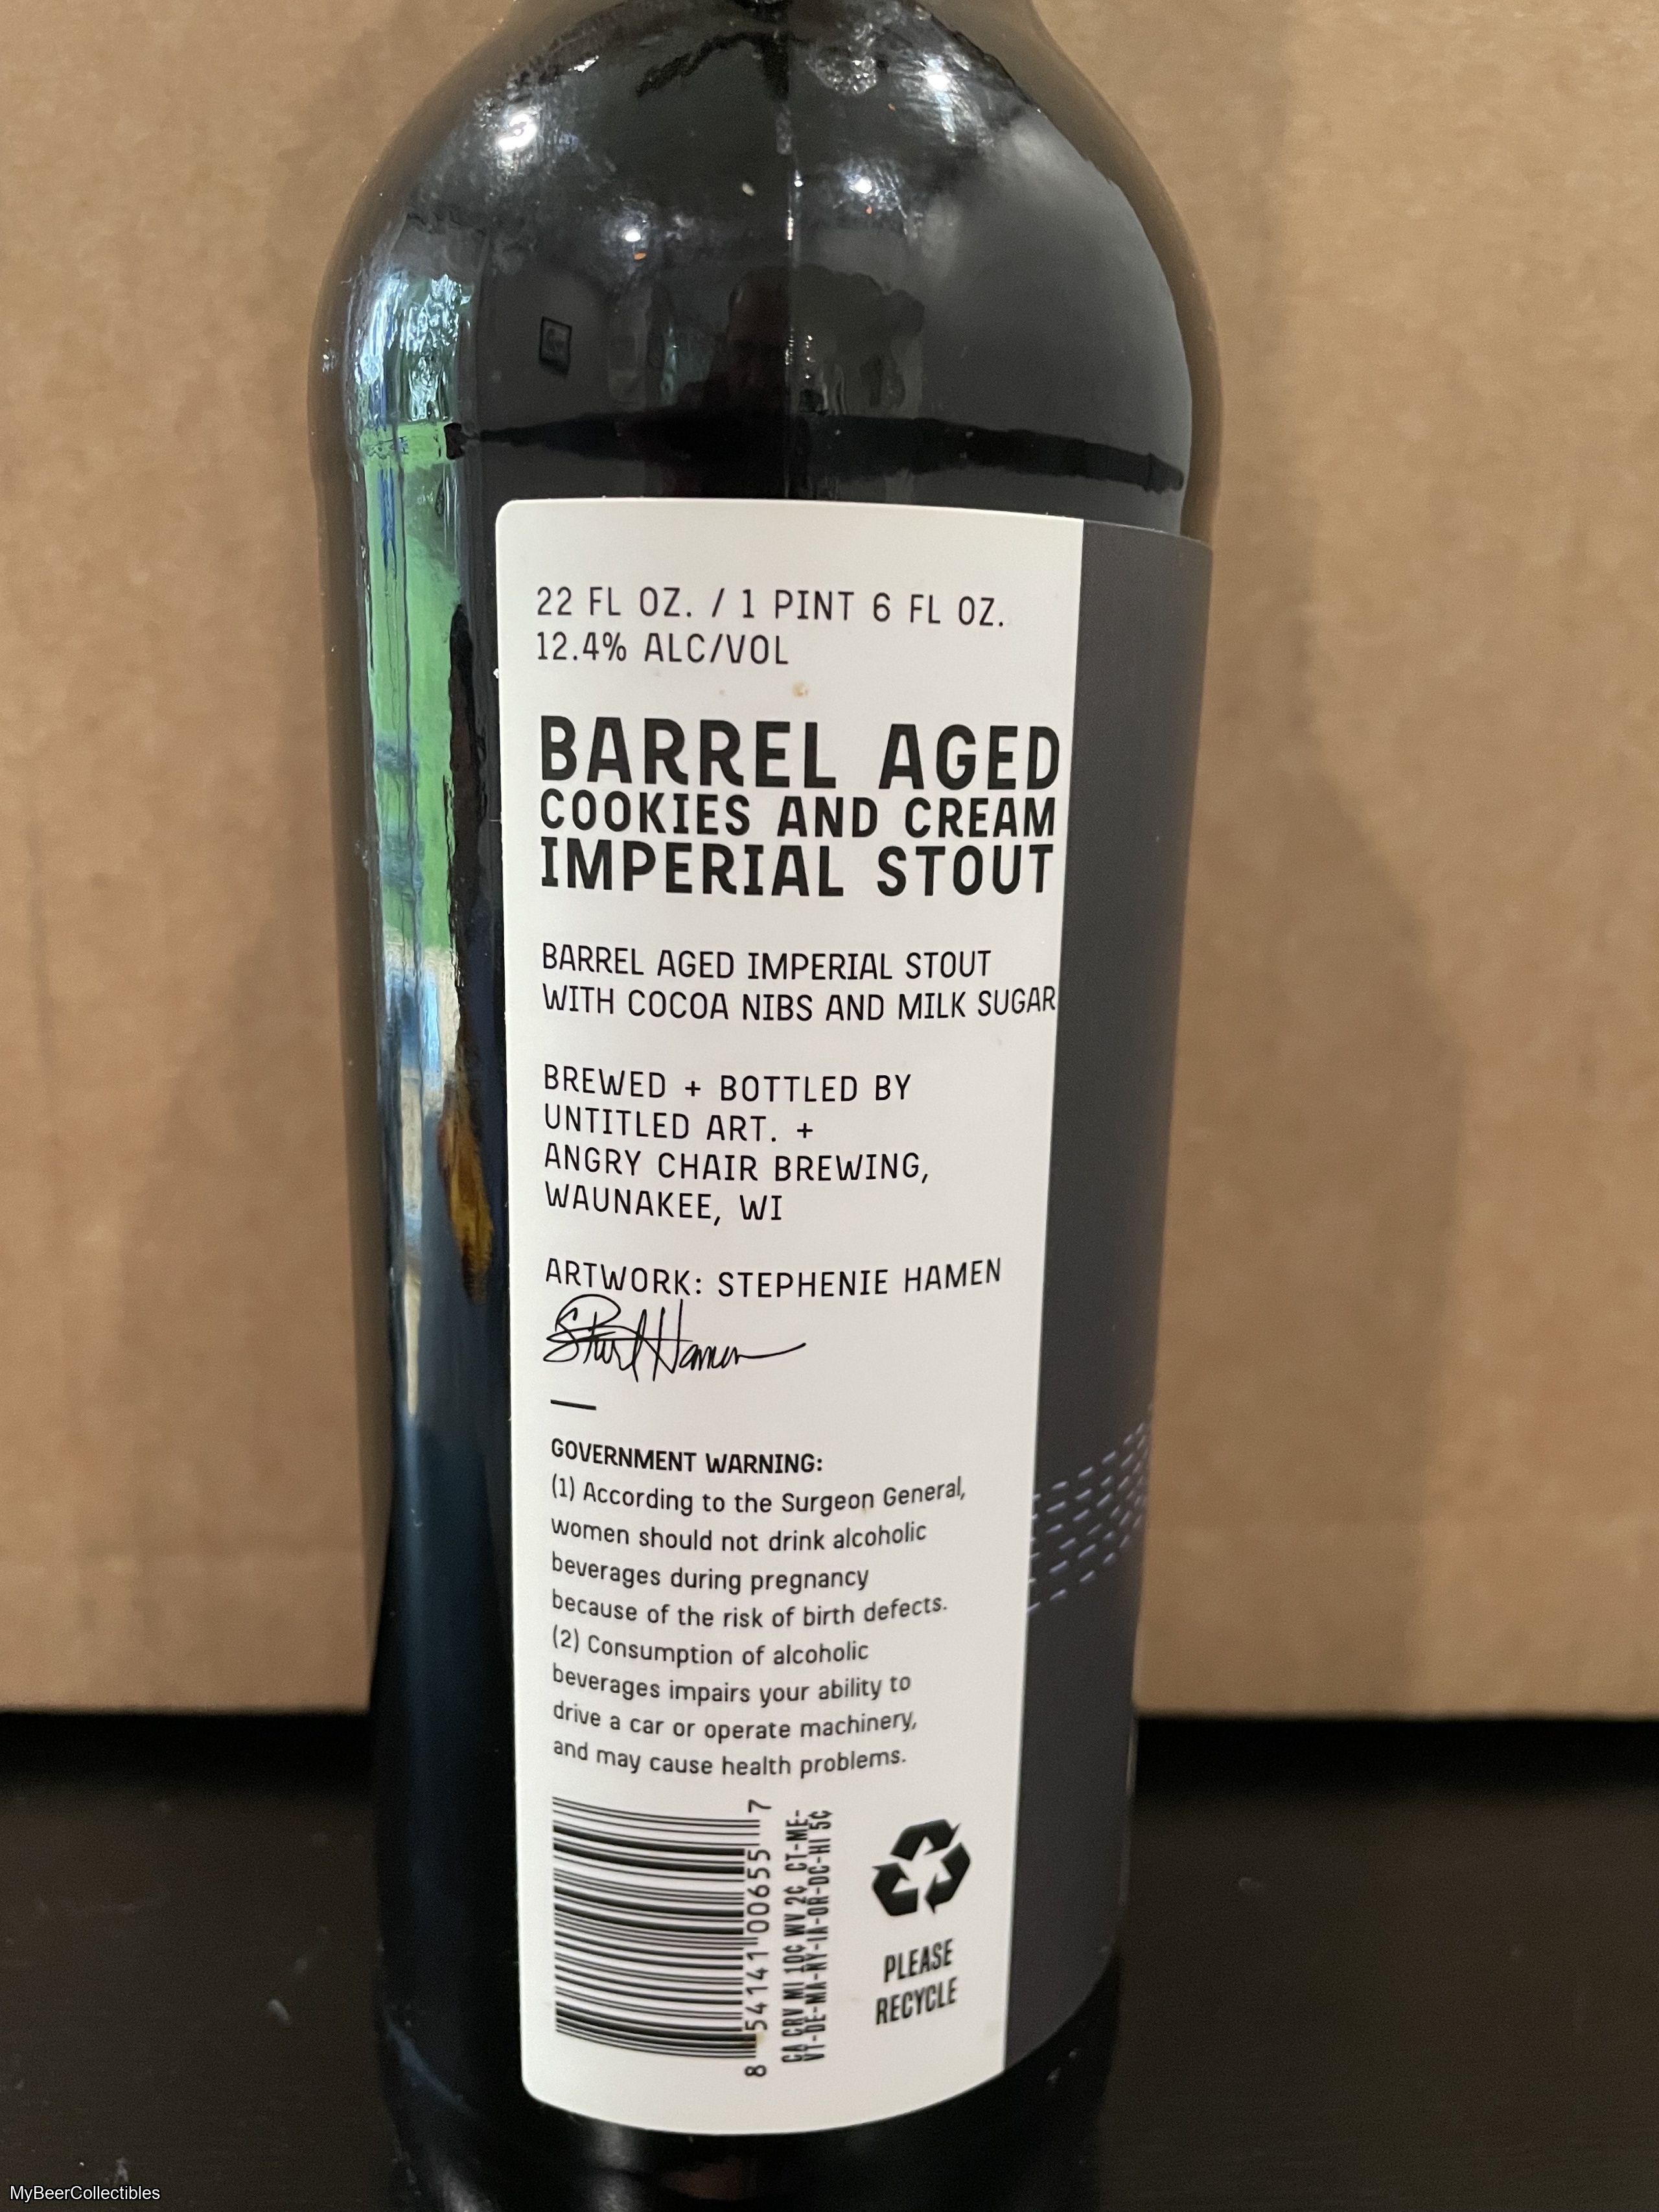 22 FL OZ. / 1 PINT 6 FL OZ.
12.4% ALC/VOL
BARREL AGED
COOKIES AND CREAM
IMPERIAL STOUT
BARREL AGED IMPERIAL STOUT
WITH COCOA NIBS AND MILK SUGAR
BREWED + BOTTLED BY
UNTITLED ART. +
ANGRY CHAIR BREWING,
WAUNAKEE, WI
ARTWORK: STEPHENIE HAMEN
GOVERNMENT WARNING:
(1) According to the Surgeon General,
women should not drink alcoholic
beverages during pregnancy
because of the risk of birth defects.
(2) Consumption of alcoholic
beverages impairs your ability to
drive a car or operate machinery,
and may cause health problems.
8 54141 00655 7
CA CRV MI 10¢ WV 2¢ CT-ME-
VT-DE-MA-NY-IA-OR-DC-HI 5¢
PLEASE
RECYCLE
MyBeerCollectibles